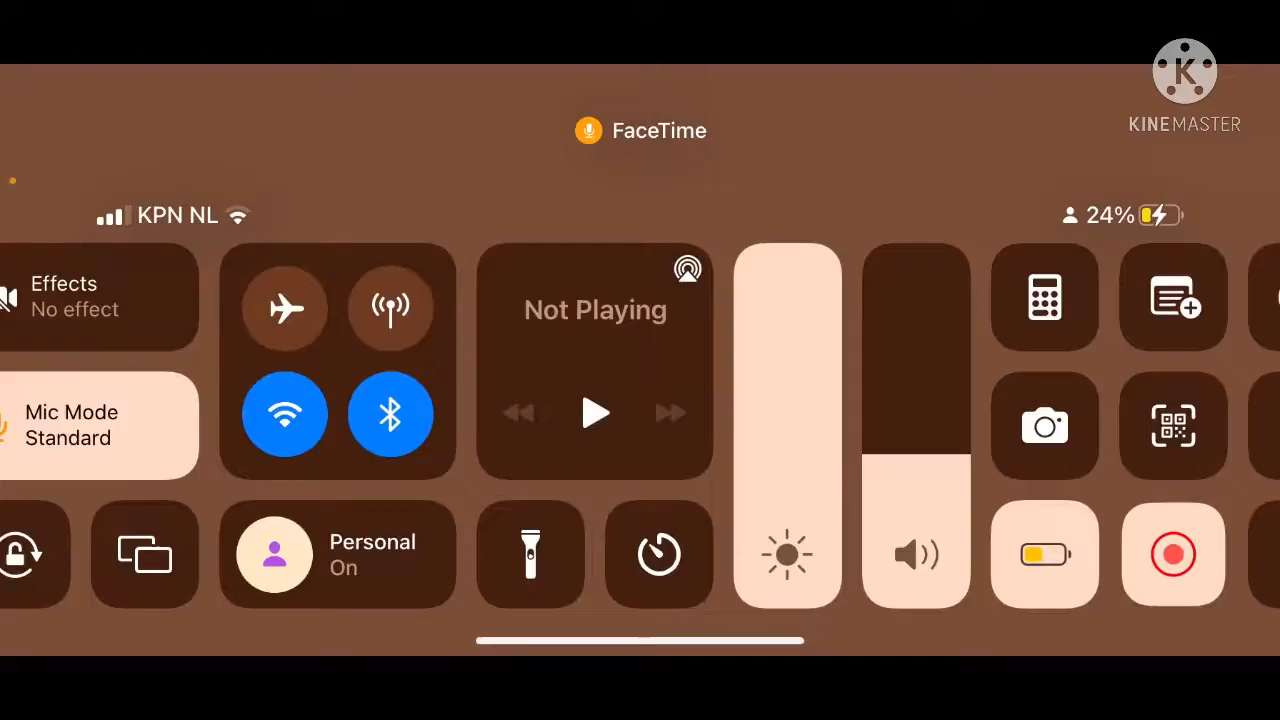 K
KINEMASTER
FaceTime
KPN NL
24%
Effects
No effect
Not Playing
Mic Mode
Standard
Personal
On